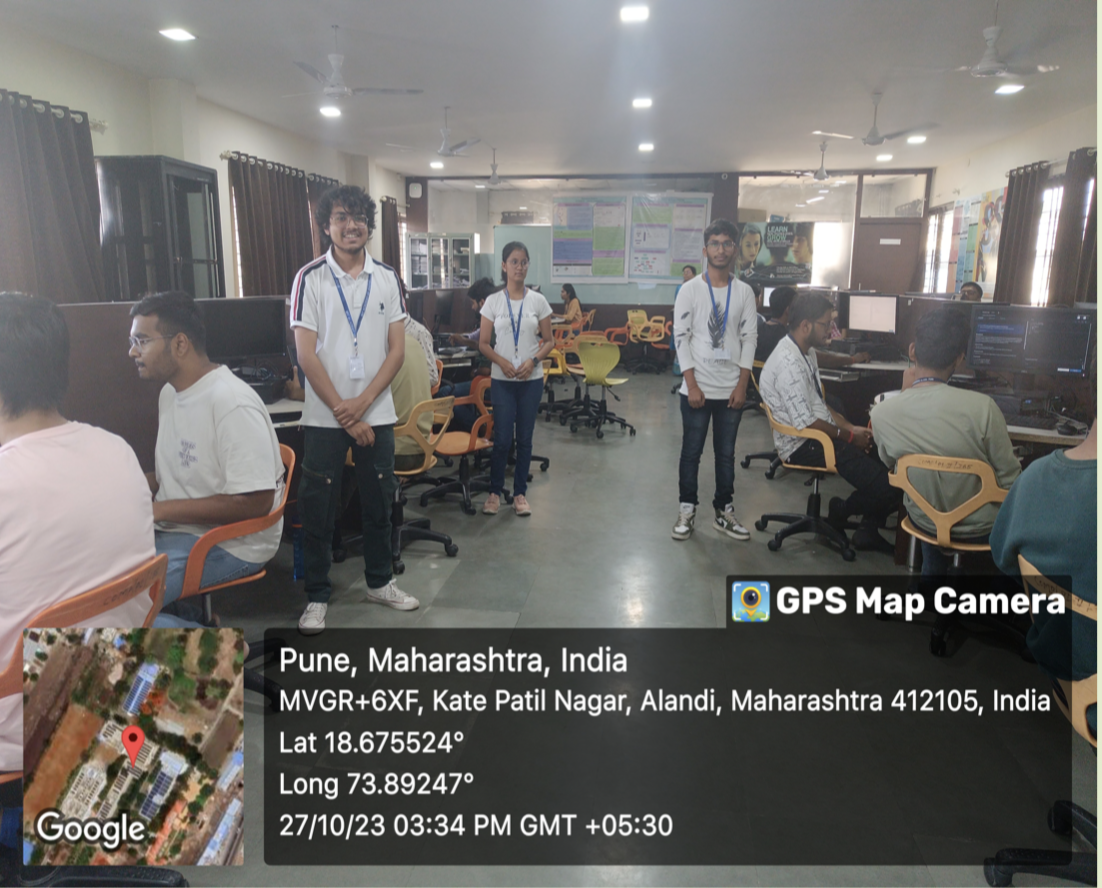 LEARN
GPS Map Camera
Pune, Maharashtra, India
MVGR+6XF, Kate Patil Nagar, Alandi, Maharashtra 412105, India
Lat 18.675524°
Long 73.89247°
27/10/23 03:34 PM GMT +05:30
Google